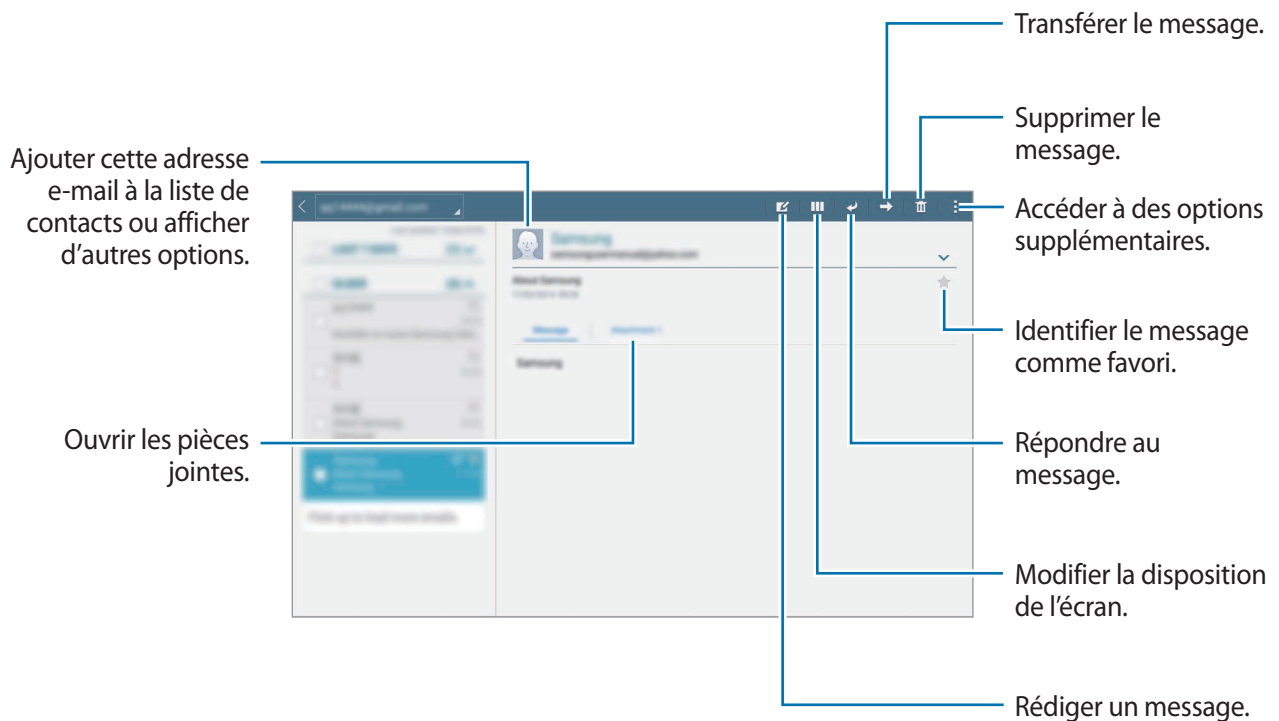 Transférer le message.
Supprimer le
message.
Ajouter cette adresse
e-mail à la liste de
contacts ou afficher
d'autres options.
Accéder à des options
supplémentaires.
Samsung
About Samsung
Identifier le message
comme favori.
Message
Attachment 1
Samsung
Ouvrir les pièces
jointes.
Répondre au
message.
Modifier la disposition
de l'écran.
Rédiger un message.